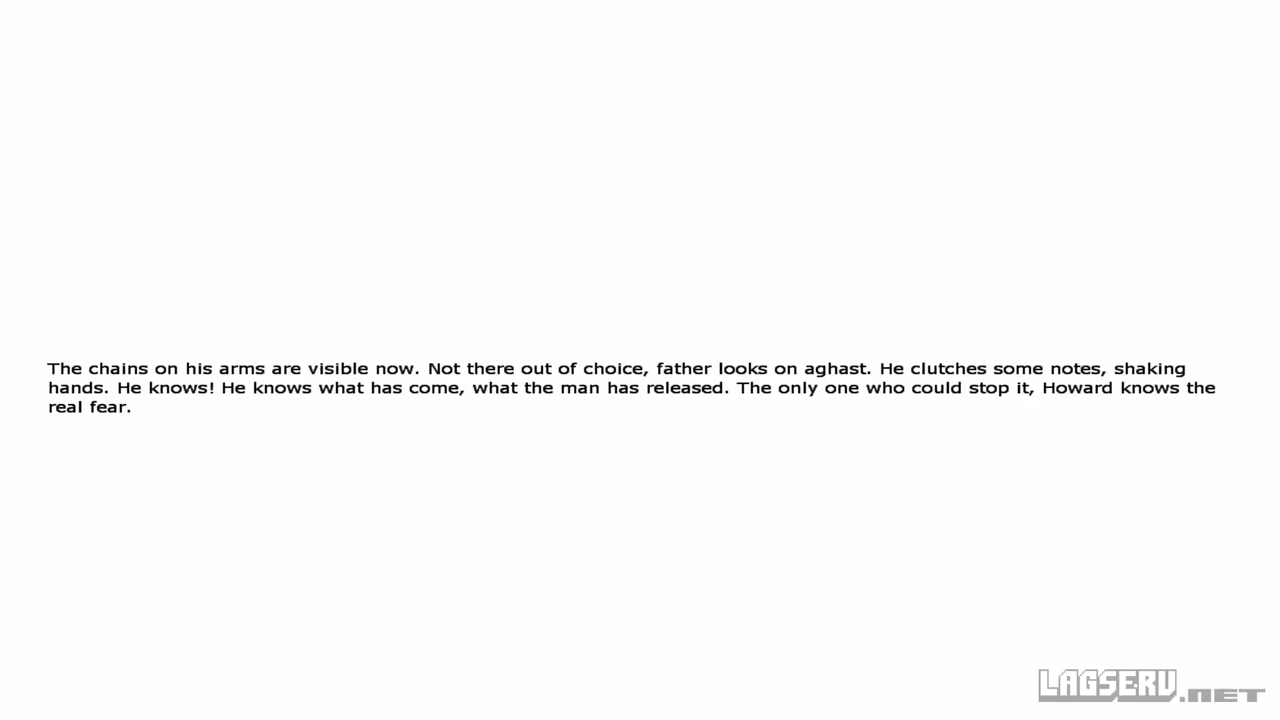 The chains on his arms are visible now. Not there out of choice, father looks on aghast. He clutches some notes, shaking
hands. He knows! He knows what has come, what the man has released. The only one who could stop it, Howard knows the
real fear.
LAGSERV.NET